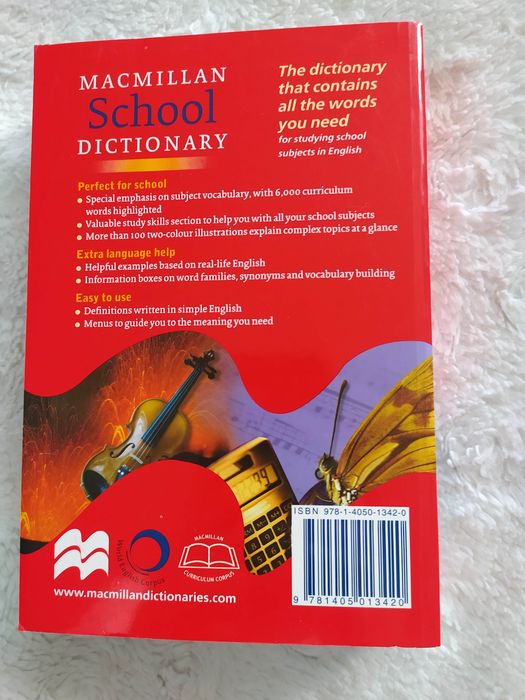 MACMILLAN
School
DICTIONARY
The dictionary
that contains
all the words
you need
for studying school
subjects in English
Perfect for school
• Special emphasis on subject vocabulary, with 6,000 curriculum
words highlighted
• Valuable study skills section to help you with all your school subjects
• More than 100 two-colour illustrations explain complex topics at a glance
Extra language help
• Helpful examples based on real-life English
• Information boxes on word families, synonyms and vocabulary building
Easy to use
• Definitions written in simple English
• Menus to guide you to the meaning you need
World English Corpus
MACMILLAN
CURRICULUM CORPUS
www.macmillandictionaries.com
ISBN 978-1-4050-1342-0
9 781405 013420